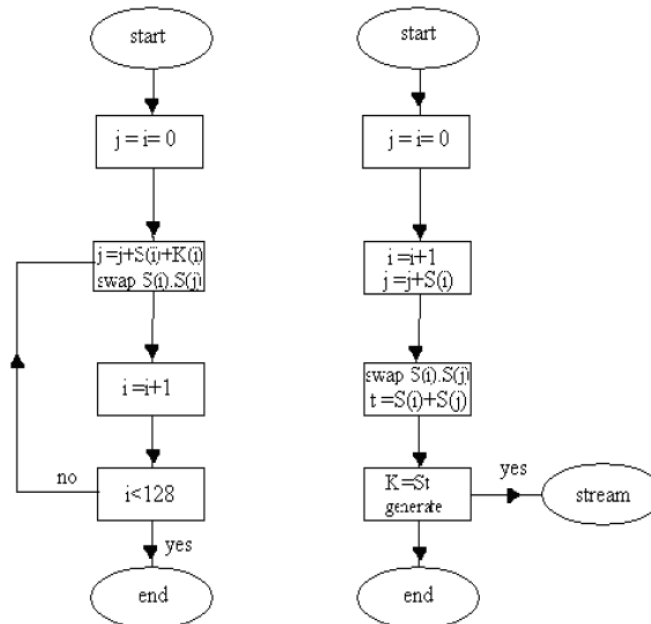 start
j = i= 0
j =j+S(i)+K(i)
swap S(i).S(j)
i =i+1
no
i<128
yes
end
start
j = i= 0
i =i+1
j=j+S(i)
swap S(i).S(j)
t =S(i)+S(j)
K=St
generate
yes
stream
end